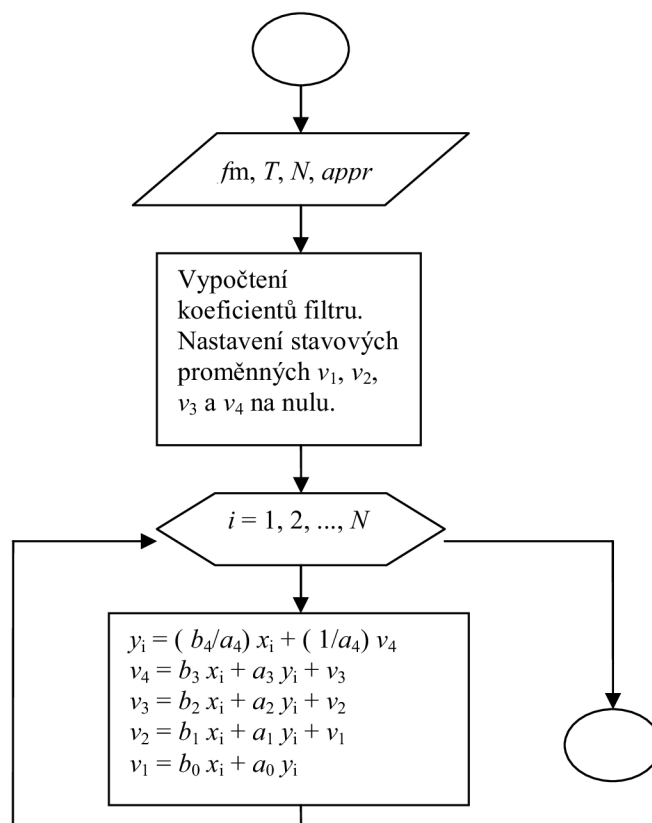 fm, T, N, appr
Vypočtení
koeficientů filtru.
Nastavení stavových
proměnných v₁, v₂,
v₃ a v₄ na nulu.
i = 1, 2, ..., N
yᵢ = ( b₄/a₄) xᵢ + ( 1/a₄) v₄
v₄ = b₃ xᵢ + a₃ yᵢ + v₃
v₃ = b₂ xᵢ + a₂ yᵢ + v₂
v₂ = b₁ xᵢ + a₁ yᵢ + v₁
v₁ = b₀ xᵢ + a₀ yᵢ